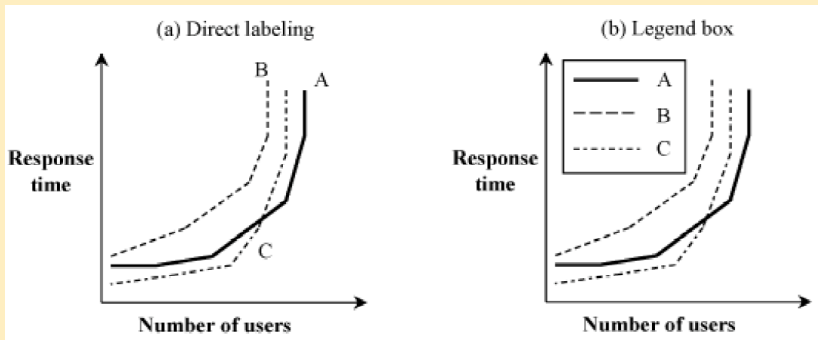 (a) Direct labeling
B
A
Response
time
C
Number of users
(b) Legend box
A
B
C
Response
time
Number of users